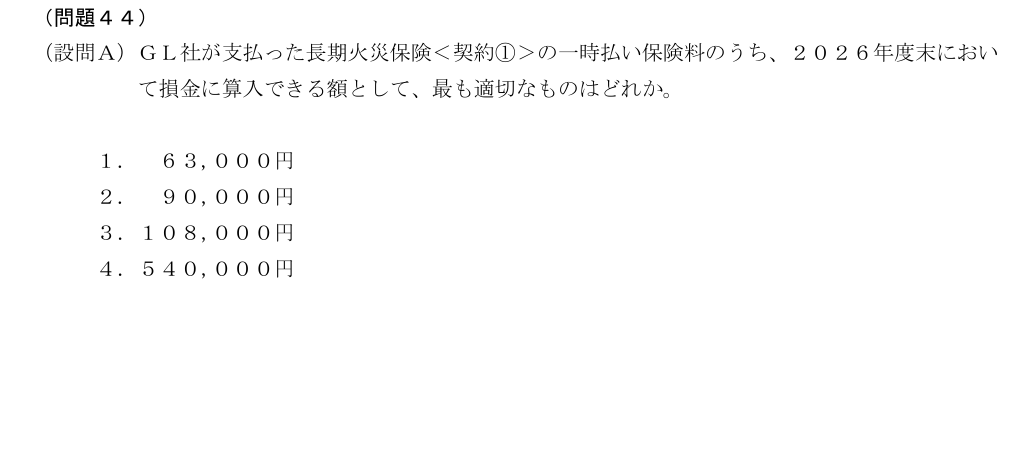 (問題44)
(設問A) GL社が支払った長期火災保険<契約①>の一時払い保険料のうち、2026年度末におい
て損金に算入できる額として、最も適切なものはどれか。
1. 63,000円
2. 90,000円
3. 108,000円
4. 540,000円